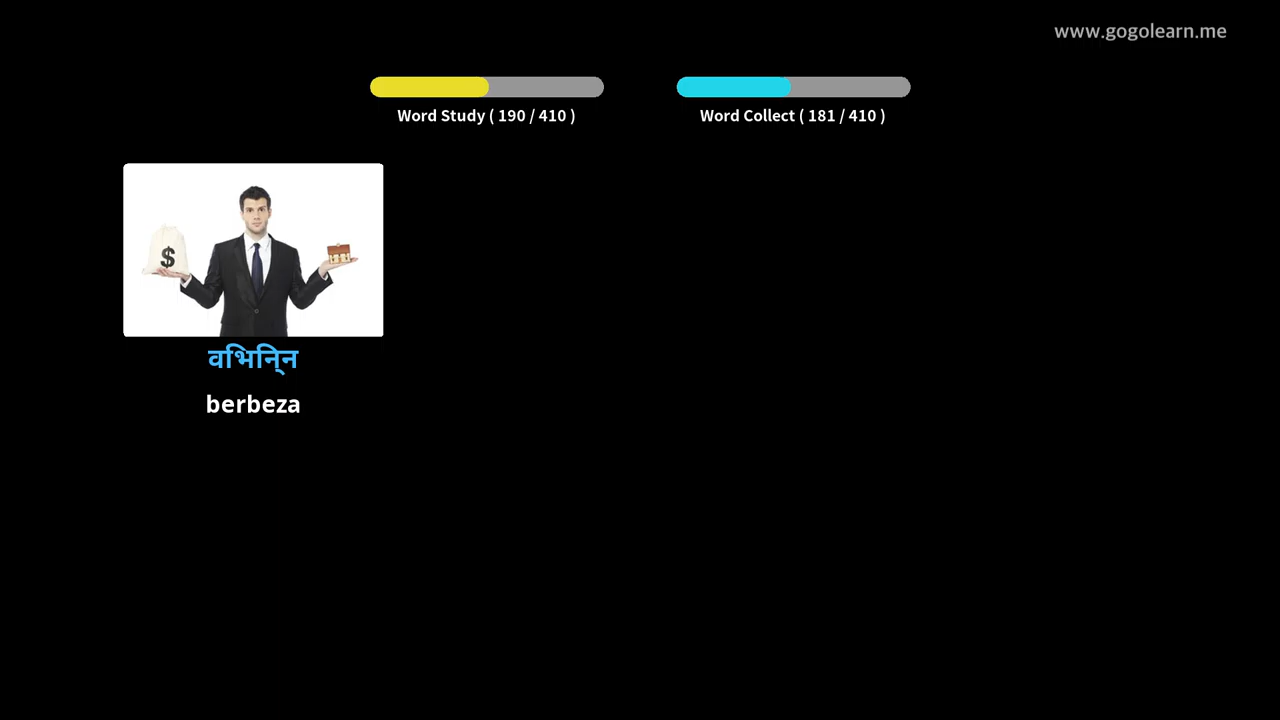 www.gogolearn.me
Word Study ( 190 / 410 )
Word Collect ( 181 / 410 )
$
वभिनि्न
berbeza